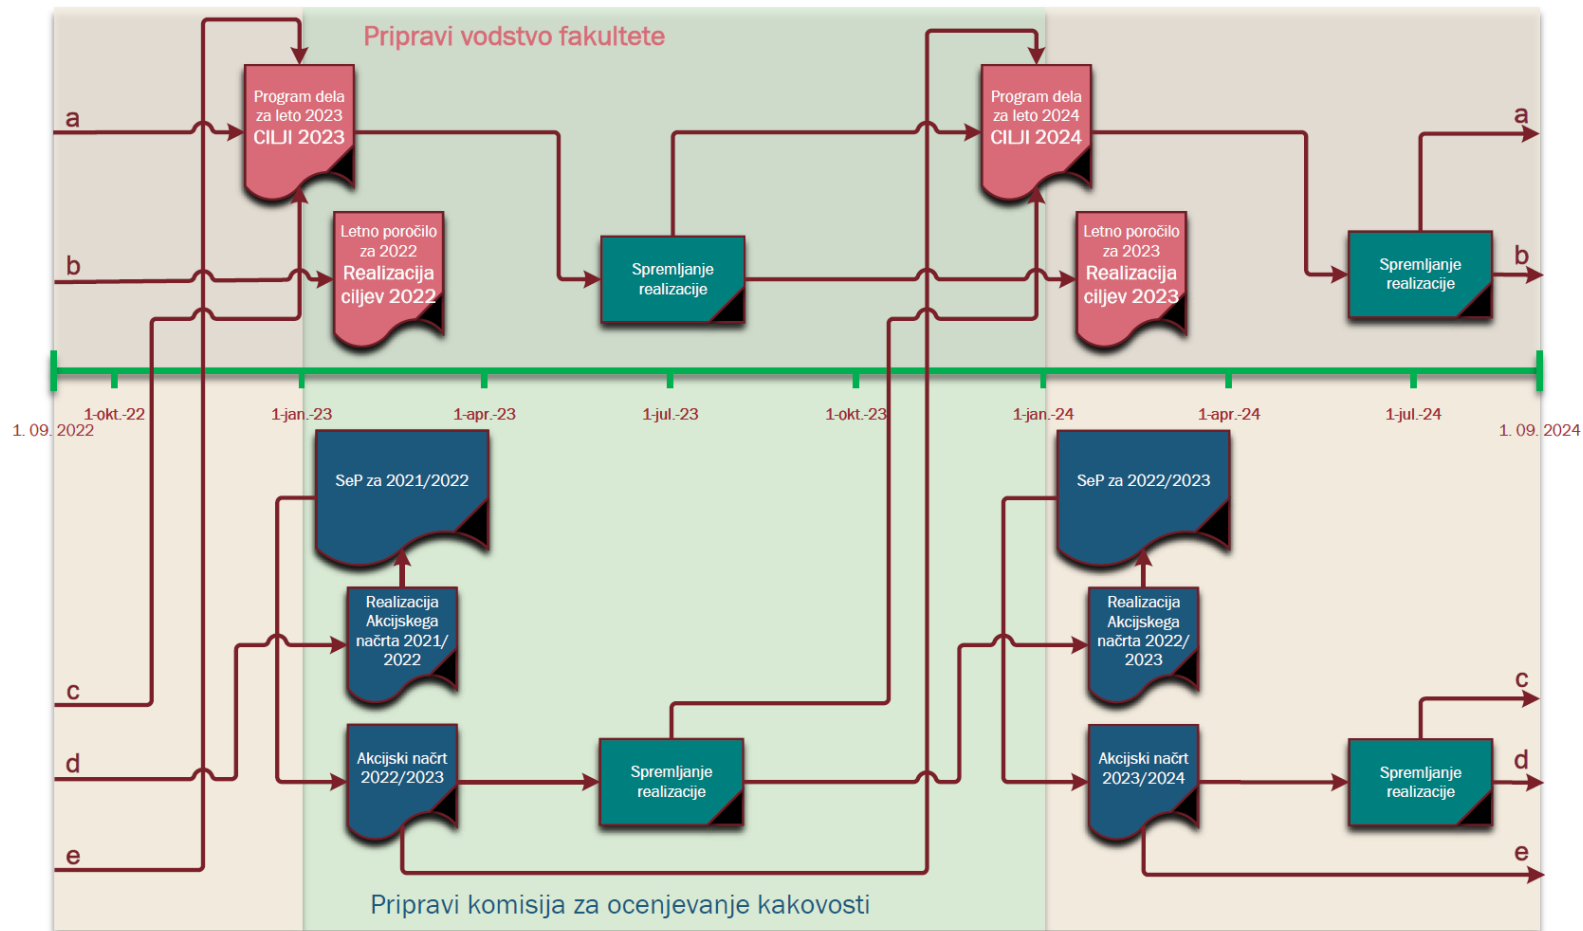 Pripravi vodstvo fakultete
a
Program dela
za leto 2023
CILJI 2023
Program dela
za leto 2024
CILJI 2024
a
b
Letno poročilo
za 2022
Realizacija
ciljev 2022
Spremljanje
realizacije
Letno poročilo
za 2023
Realizacija
ciljev 2023
Spremljanje
realizacije
b
1. 09. 2022
1-okt.-22
1-jan.-23
1-apr.-23
1-jul.-23
1-okt.-23
1-jan.-24
1-apr.-24
1-jul.-24
1. 09. 2024
SeP za 2021/2022
SeP za 2022/2023
Realizacija
Akcijskega
načrta 2021/
2022
Realizacija
Akcijskega
načrta 2022/
2023
c
c
d
Akcijski načrt
2022/2023
Spremljanje
realizacije
Akcijski načrt
2023/2024
Spremljanje
realizacije
d
e
e
Pripravi komisija za ocenjevanje kakovosti